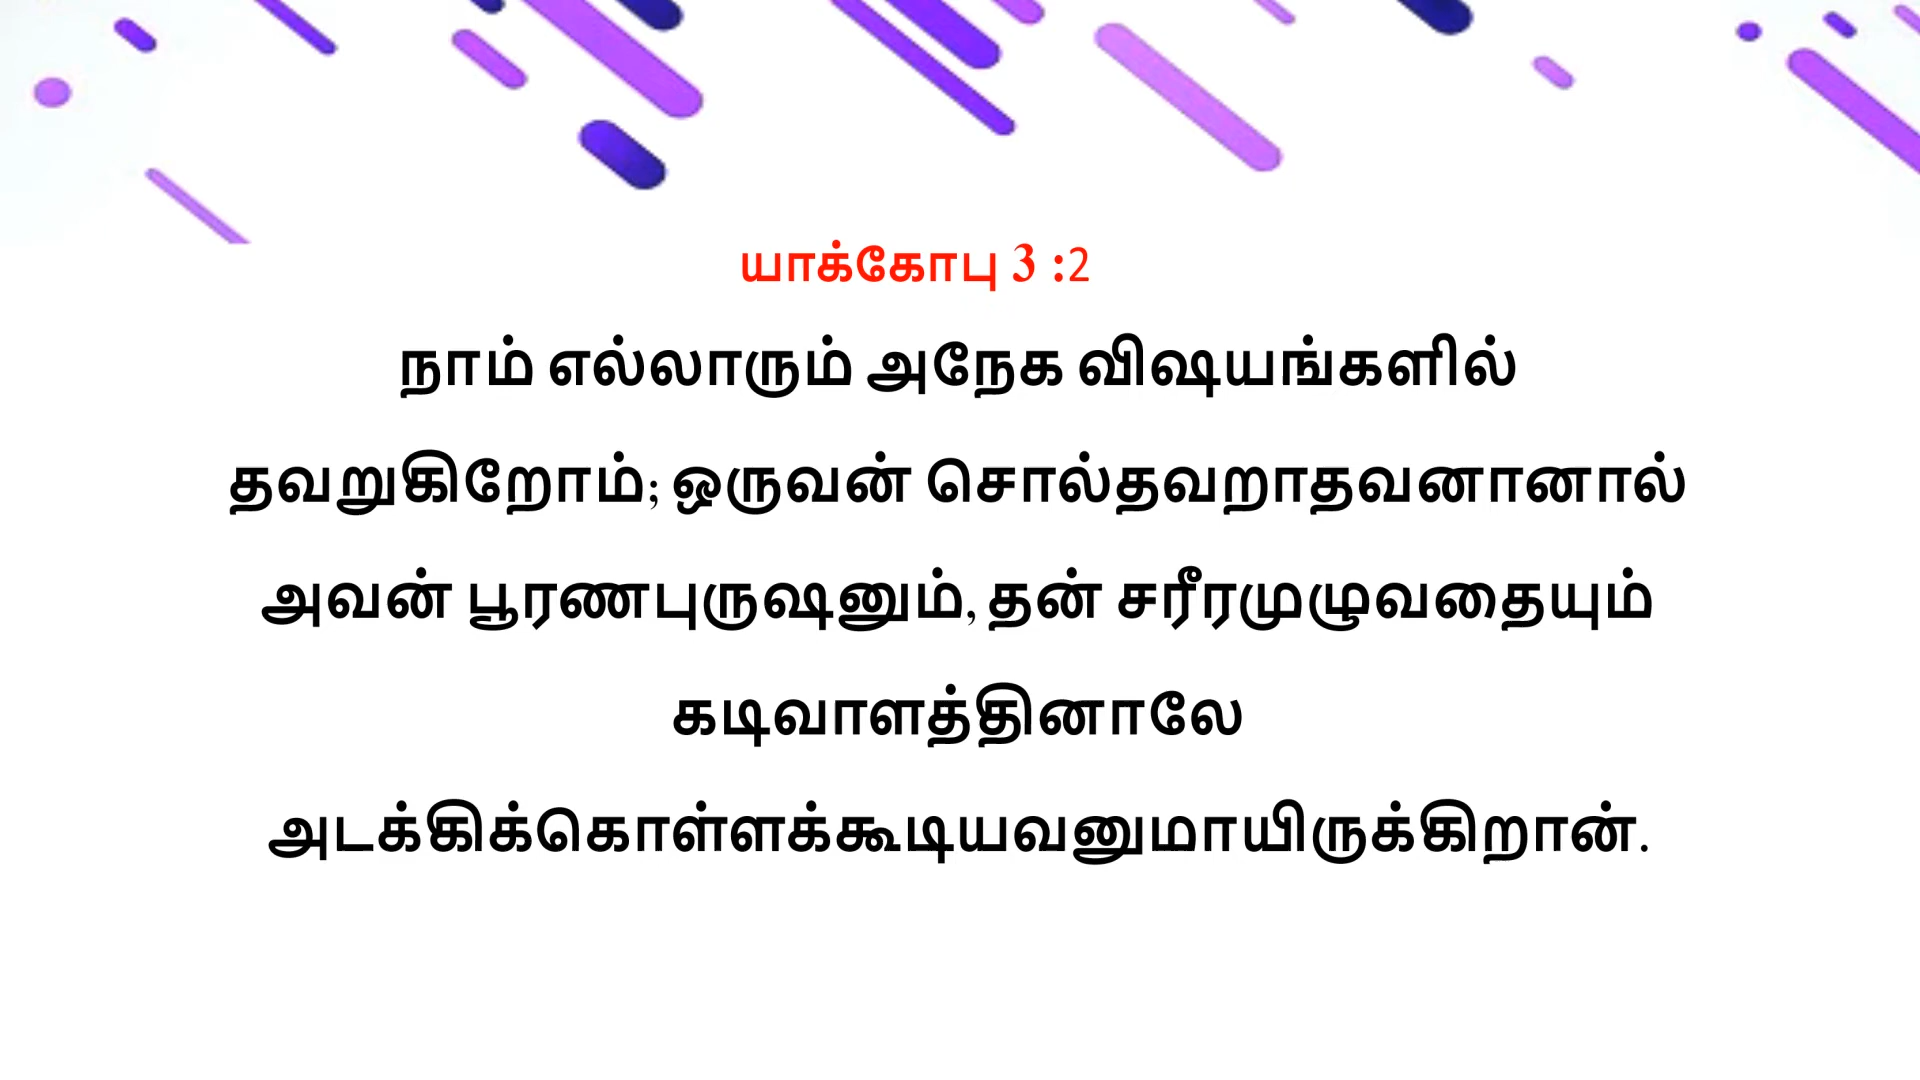 யாக்கோபு 3 :2
நாம் எல்லாரும் அநேக விஷயங்களில்
தவறுகிறோம்; ஒருவன் சொல்தவறாதவனானால்
அவன் பூரணபுருஷனும், தன் சரீரமுழுவதையும்
கடிவாளத்தினாலே
அடக்கிக்கொள்ளக்கூடியவனுமாயிருக்கிறான்.